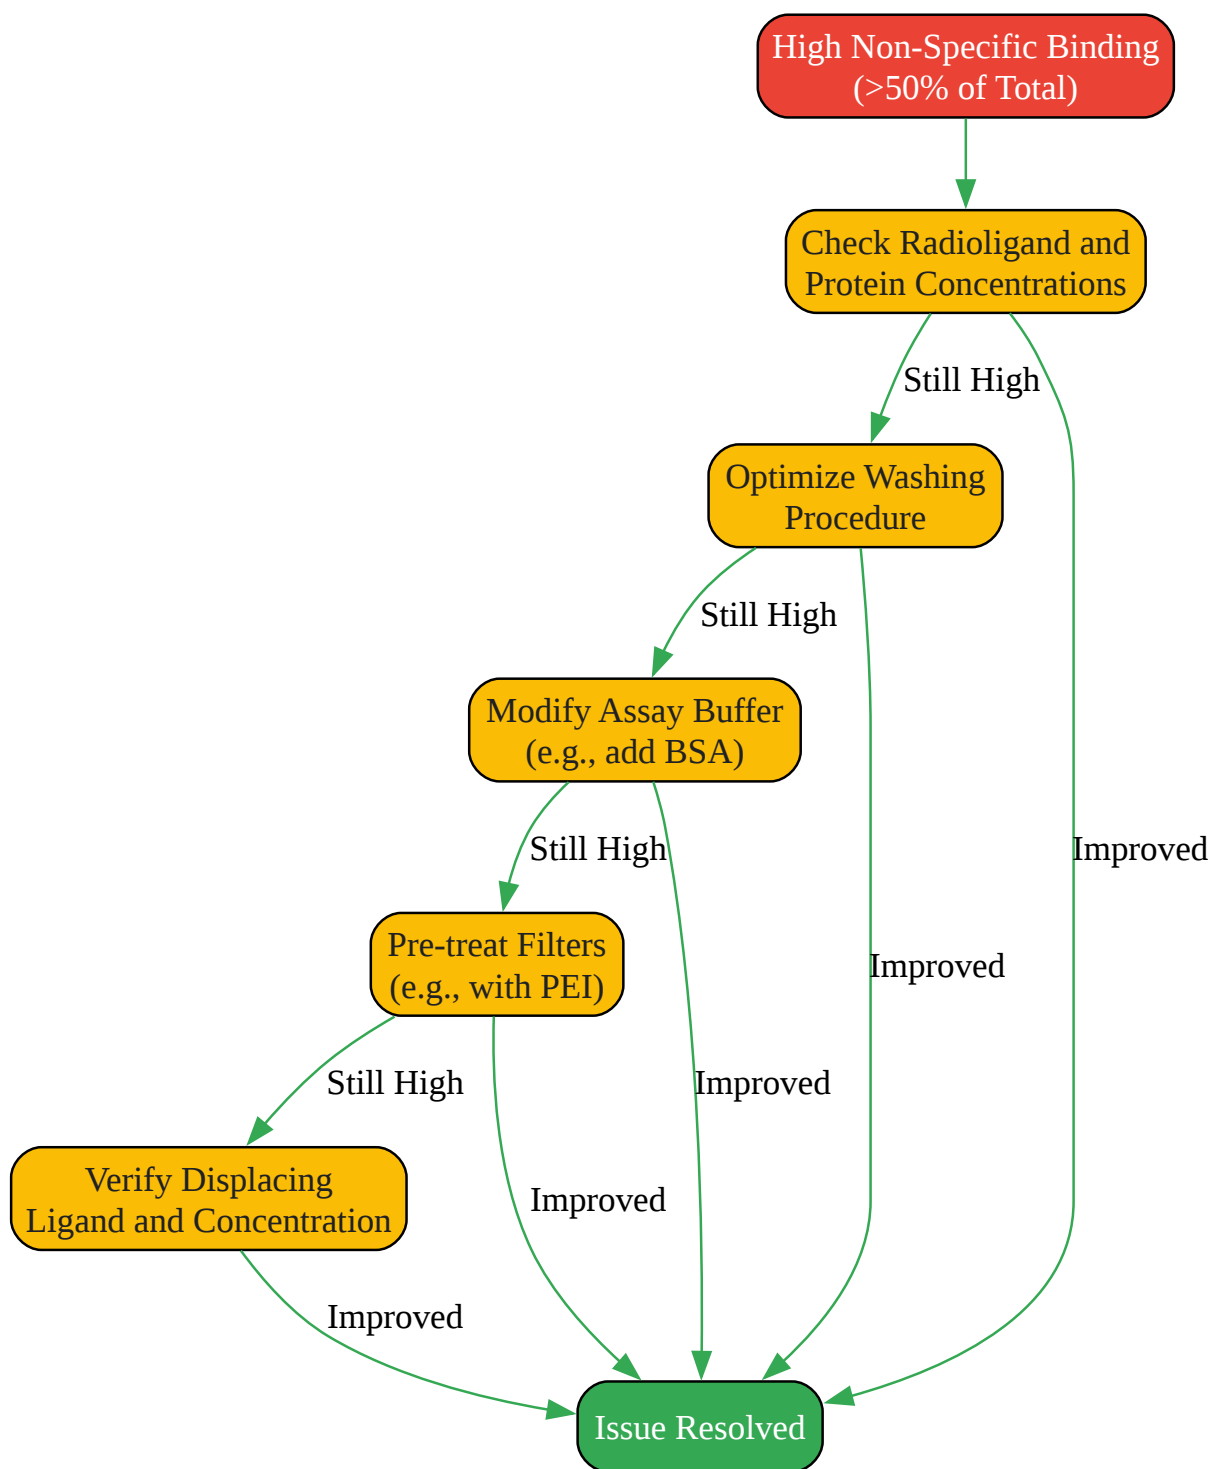 High Non-Specific Binding
(>50% of Total)
Check Radioligand and
Protein Concentrations
Still High
Optimize Washing
Procedure
Still High
Modify Assay Buffer
(e.g., add BSA)
Still High
Improved
Pre-treat Filters
(e.g., with PEI)
Improved
Still High
Improved
Verify Displacing
Ligand and Concentration
Improved
Improved
Issue Resolved